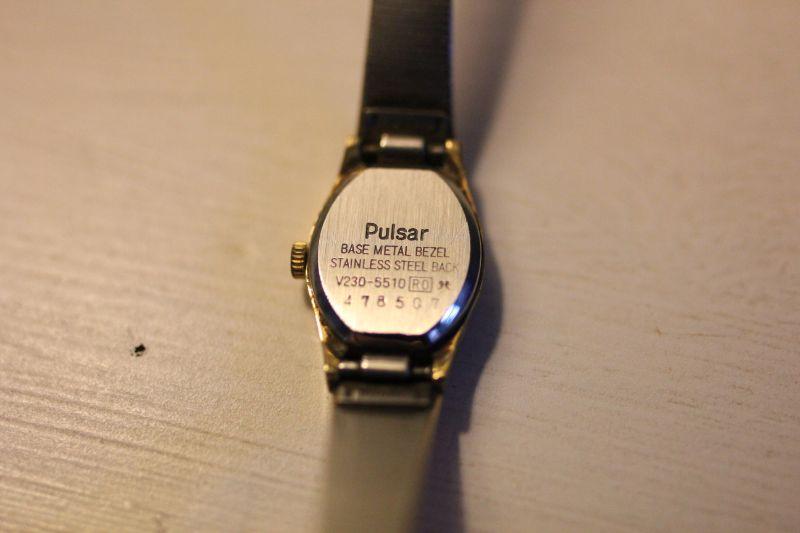 Pulsar
BASE METAL BEZEL
STAINLESS STEEL BACK
V230-5510 R0
478507